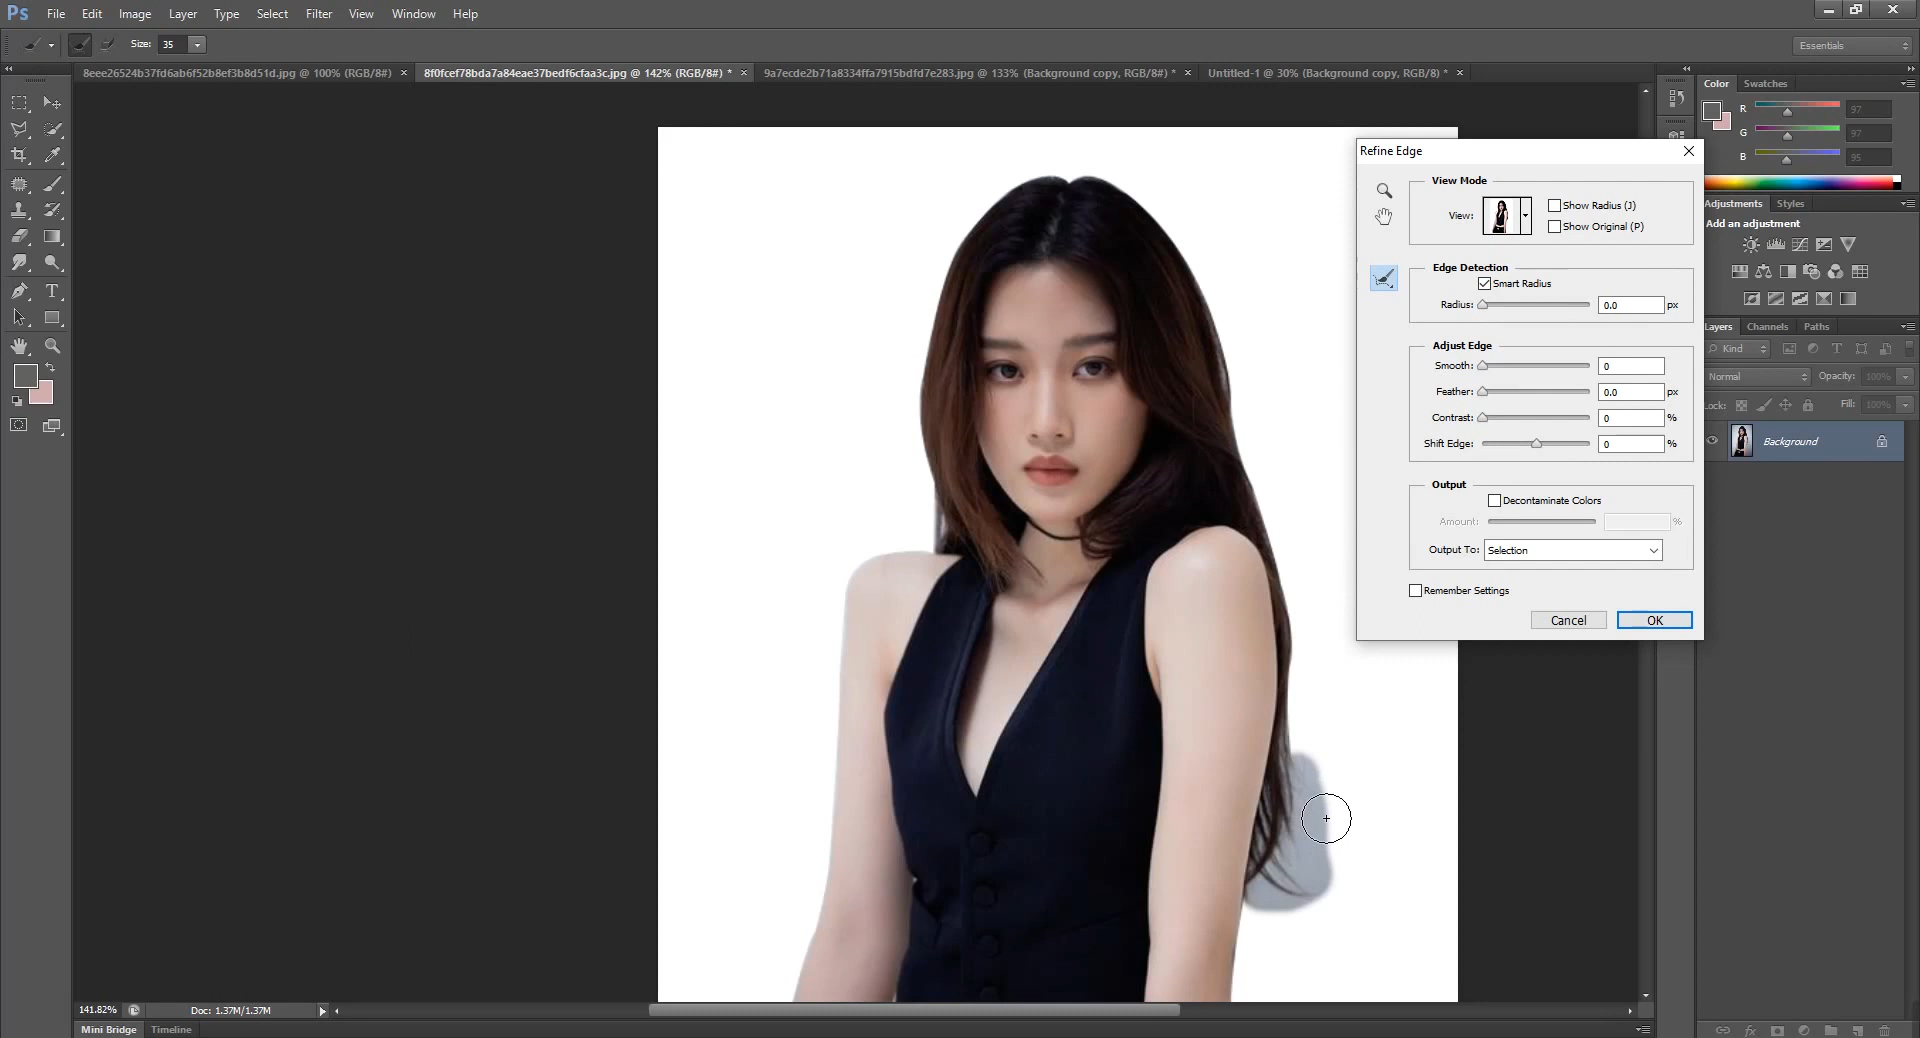 Ps File Edit Image Layer Type Select Filter View Window Help
Size: 35 Essentials
8eee26524b37fd6ab6f52b8ef3b8d51d.jpg @ 100% (RGB/8#) × 8f0fcef78bda7a84eae37bedf6cfaa3c.jpg @ 142% (RGB/8#) * × 9a7ecde2b71a8334ffa7915bdfd7e283.jpg @ 133% (Background copy, RGB/8#) * × Untitled-1 @ 30% (Background copy, RGB/8) * ×
Color Swatches
R 97
G 97
B 95
Adjustments Styles
Add an adjustment
Layers Channels Paths
Kind
Normal Opacity: 100%
Lock: Fill: 100%
Background
Refine Edge
View Mode
View:
Show Radius (J)
Show Original (P)
Edge Detection
Smart Radius
Radius: 0.0 px
Adjust Edge
Smooth: 0
Feather: 0.0 px
Contrast: 0 %
Shift Edge: 0 %
Output
Decontaminate Colors
Amount: %
Output To: Selection
Remember Settings
Cancel OK
141.82% Doc: 1.37M/1.37M
Mini Bridge Timeline